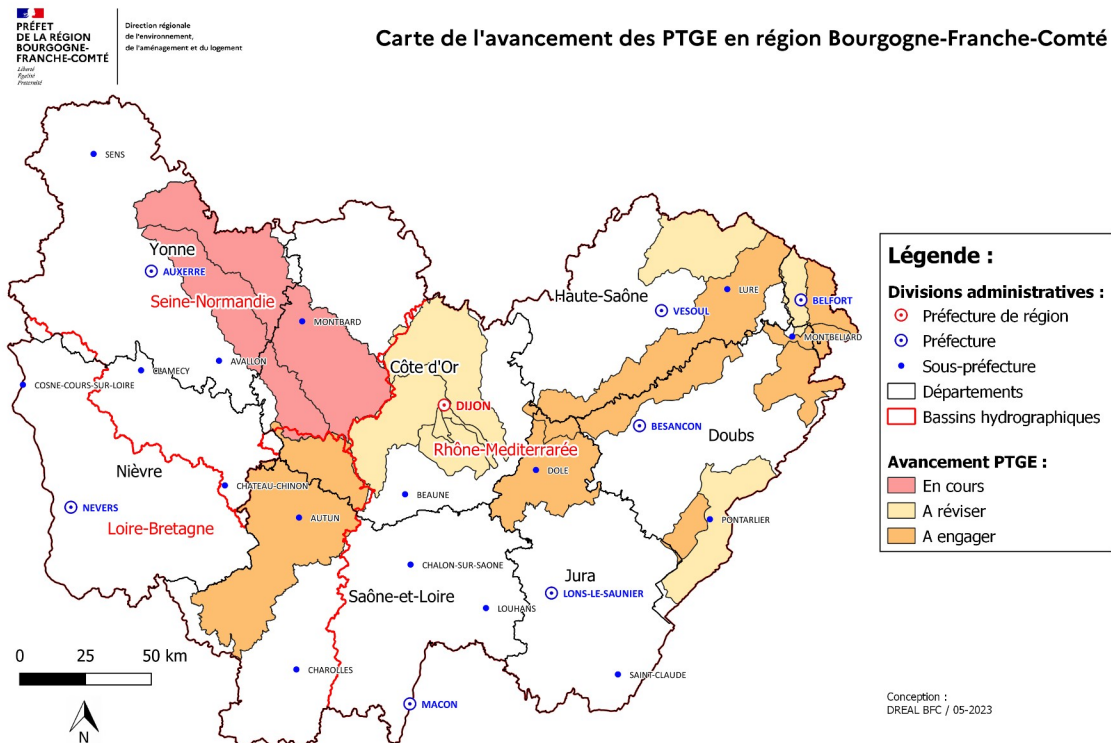 PRÉFET
DE LA RÉGION
BOURGOGNE-
FRANCHE-COMTÉ
Liberté
Égalité
Fraternité
Direction régionale
de l'environnement,
de l'aménagement et du logement
Carte de l'avancement des PTGE en région Bourgogne-Franche-Comté
SENS
Yonne
AUXERRE
Seine-Normandie
MONTBARD
AVALLON
CLAMECY
COSNE-COURS-SUR-LOIRE
Côte d'Or
DIJON
Rhône-Mediterrarée
Haute-Saône
VESOUL
LURE
BELFORT
MONTBELIARD
BESANCON
Doubs
DOLE
Nièvre
CHATEAU-CHINON
NEVERS
Loire-Bretagne
AUTUN
BEAUNE
PONTARLIER
CHALON-SUR-SAONE
Jura
LONS-LE-SAUNIER
Saône-et-Loire
LOUHANS
CHAROLLES
SAINT-CLAUDE
MACON
0 25 50 km
N
Légende :
Divisions administratives :
Préfecture de région
Préfecture
Sous-préfecture
Départements
Bassins hydrographiques
Avancement PTGE :
En cours
A réviser
A engager
Conception :
DREAL BFC / 05-2023